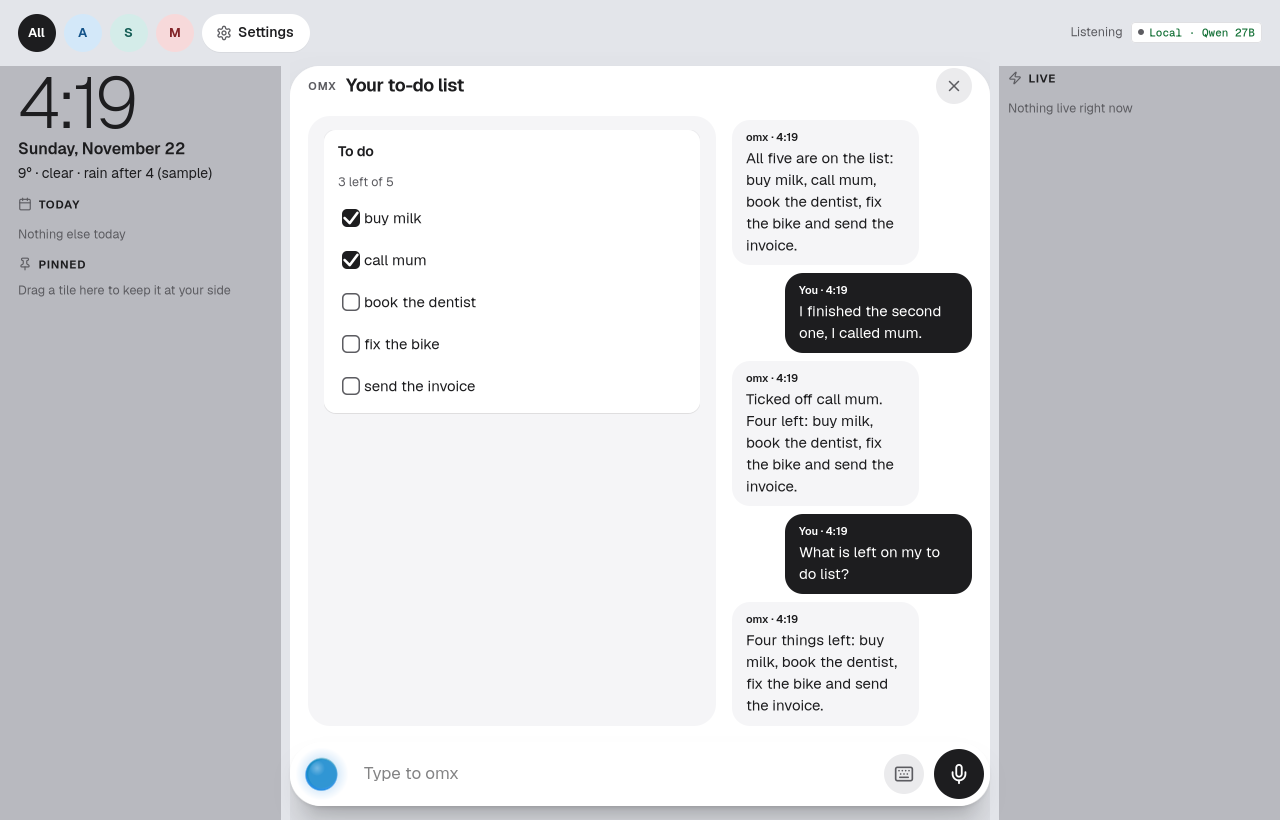 All
A
S
M
Settings
Listening
Local · Qwen 27B
4:19
Sunday, November 22
9° · clear · rain after 4 (sample)
TODAY
Nothing else today
PINNED
Drag a tile here to keep it at your side
OMX
Your to-do list
To do
3 left of 5
buy milk
call mum
book the dentist
fix the bike
send the invoice
omx · 4:19
All five are on the list:
buy milk, call mum,
book the dentist, fix
the bike and send the
invoice.
You · 4:19
I finished the second
one, I called mum.
omx · 4:19
Ticked off call mum.
Four left: buy milk,
book the dentist, fix
the bike and send the
invoice.
You · 4:19
What is left on my to
do list?
omx · 4:19
Four things left: buy
milk, book the dentist,
fix the bike and send
the invoice.
Type to omx
LIVE
Nothing live right now